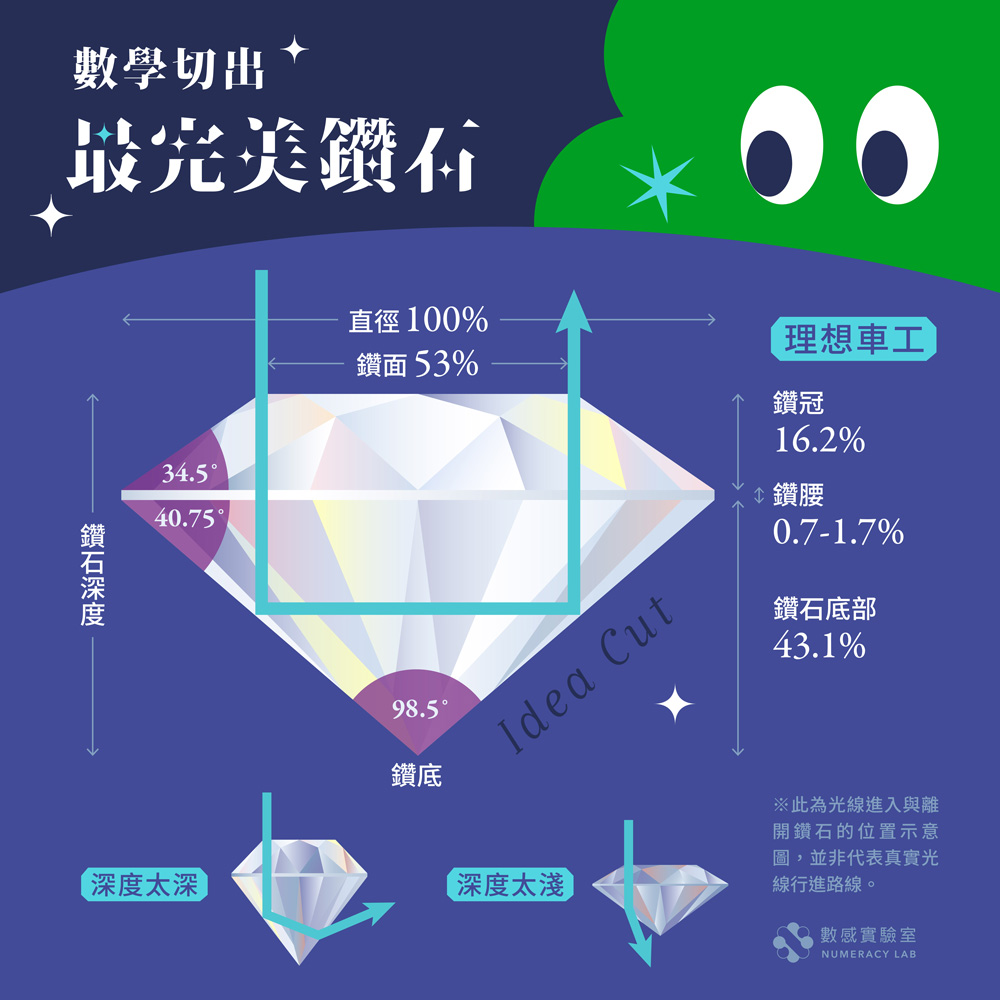 數學切出
最完美鑽石
直徑 100%
鑽面 53%
理想車工
鑽冠
16.2%
鑽腰
0.7-1.7%
鑽石底部
43.1%
34.5°
40.75°
鑽石深度
98.5°
Idea Cut
鑽底
深度太深
深度太淺
※此為光線進入與離
開鑽石的位置示意
圖，並非代表真實光
線行進路線。
數感實驗室
NUMERACY LAB